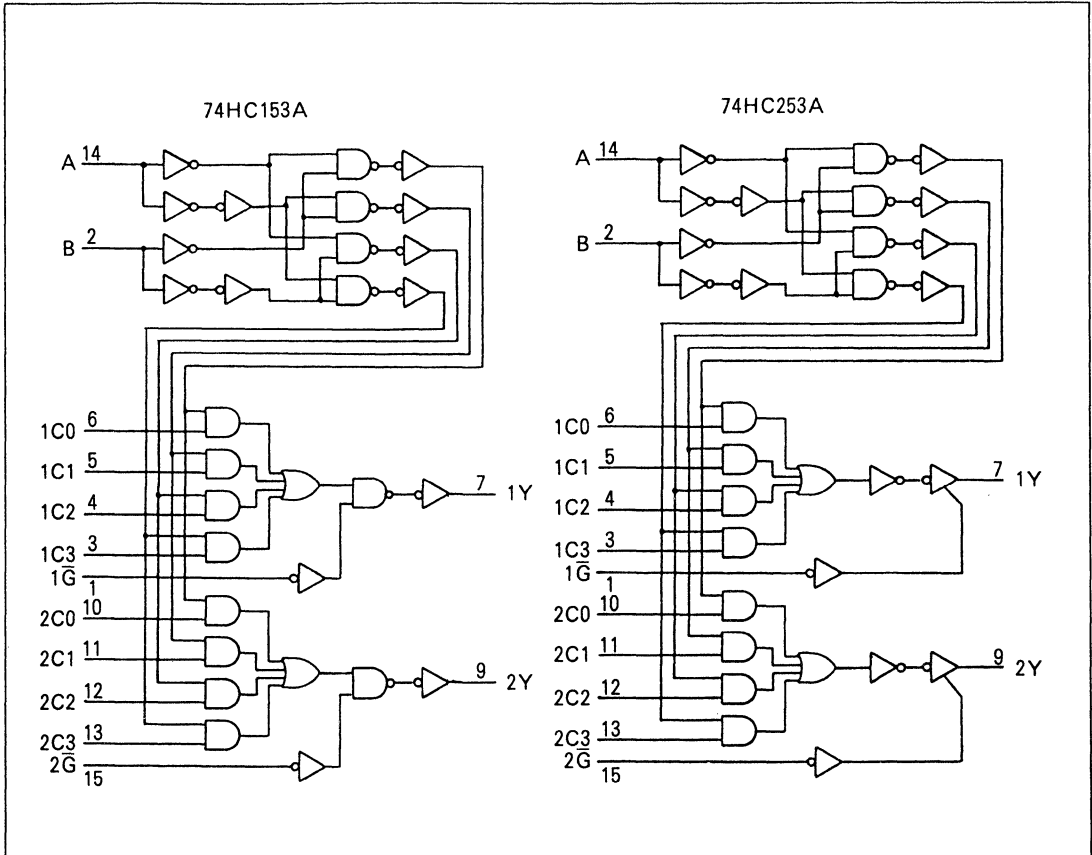 74HC153A
A 14
B 2
1C0 6
1C1 5
1C2 4
1C3 3
1G̅
1
2C0 10
2C1 11
2C2 12
2C3 13
2G̅
15
7 1Y
9 2Y
74HC253A
A 14
B 2
1C0 6
1C1 5
1C2 4
1C3 3
1G̅
1
2C0 10
2C1 11
2C2 12
2C3 13
2G̅
15
7 1Y
9 2Y